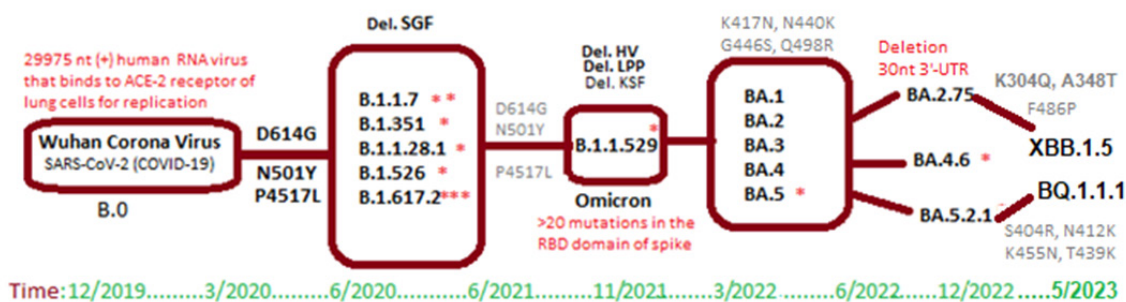 29975 nt (+) human RNA virus
that binds to ACE-2 receptor of
lung cells for replication
Wuhan Corona Virus
SARS-CoV-2 (COVID-19)
B.0
D614G
N501Y
P4517L
Del. SGF
B.1.1.7 **
B.1.351 *
B.1.1.28.1 *
B.1.526 *
B.1.617.2***
D614G
N501Y
P4517L
Del. HV
Del. LPP
Del. KSF
*
B.1.1.529
Omicron
>20 mutations in the
RBD domain of spike
K417N, N440K
G446S, Q498R
BA.1
BA.2
BA.3
BA.4
BA.5 *
Deletion
30nt 3'-UTR
BA.2.75
BA.4.6 *
BA.5.2.1
K304Q, A348T
F486P
XBB.1.5
BQ.1.1.1
S404R, N412K
K455N, T439K
Time:12/2019.........3/2020.........6/2020..............6/2021.........11/2021.......3/2022..........6/2022.......12/2022.....5/2023